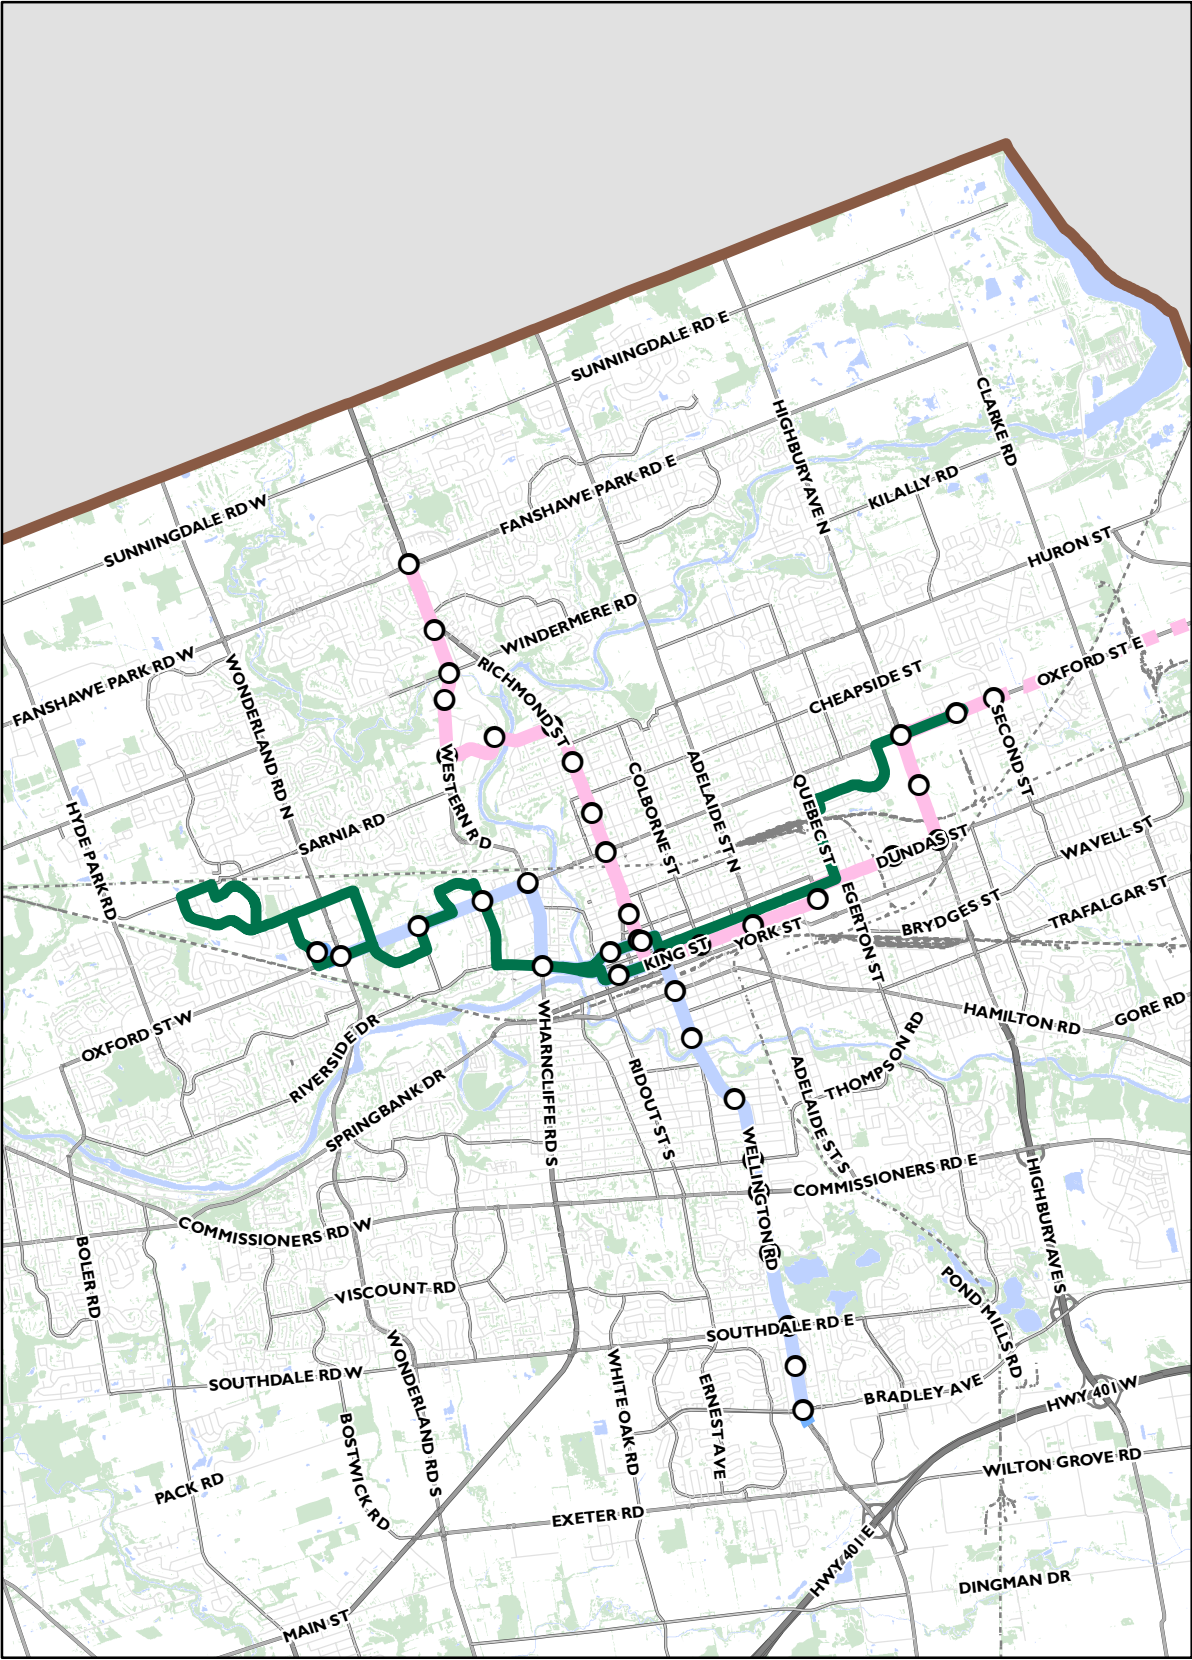 SUNNINGDALE RD E
CLARKE RD
HIGHBURY AVE N
FANSHAWE PARK RD E
KILALLY RD
SUNNINGDALE RD W
HURON ST
WINDERMERE RD
FANSHAWE PARK RD W
OXFORD ST E
RICHMOND ST
CHEAPSIDE ST
WONDERLAND RD N
SECOND ST
WESTERN RD
COLBORNE ST
ADELAIDE ST N
QUEBEC ST
HYDE PARK RD
SARNIA RD
DUNDAS ST
WAVELL ST
EGERTON ST
BRYDGES ST
TRAFALGAR ST
YORK ST
KING ST
OXFORD ST W
RIVERSIDE DR
WHARNCLIFFE RD S
HAMILTON RD
GORE RD
THOMPSON RD
SPRINGBANK DR
RIDOUT ST S
ADELAIDE ST S
WELLINGTON RD
COMMISSIONERS RD E
HIGHBURY AVE S
COMMISSIONERS RD W
BOLER RD
VISCOUNT RD
POND MILLS RD
SOUTHDALE RD E
SOUTHDALE RD W
WONDERLAND RD S
WHITE OAK RD
ERNEST AVE
BRADLEY AVE
HWY 401 W
BOSTWICK RD
PACK RD
WILTON GROVE RD
EXETER RD
HWY 401 E
DINGMAN DR
MAIN ST